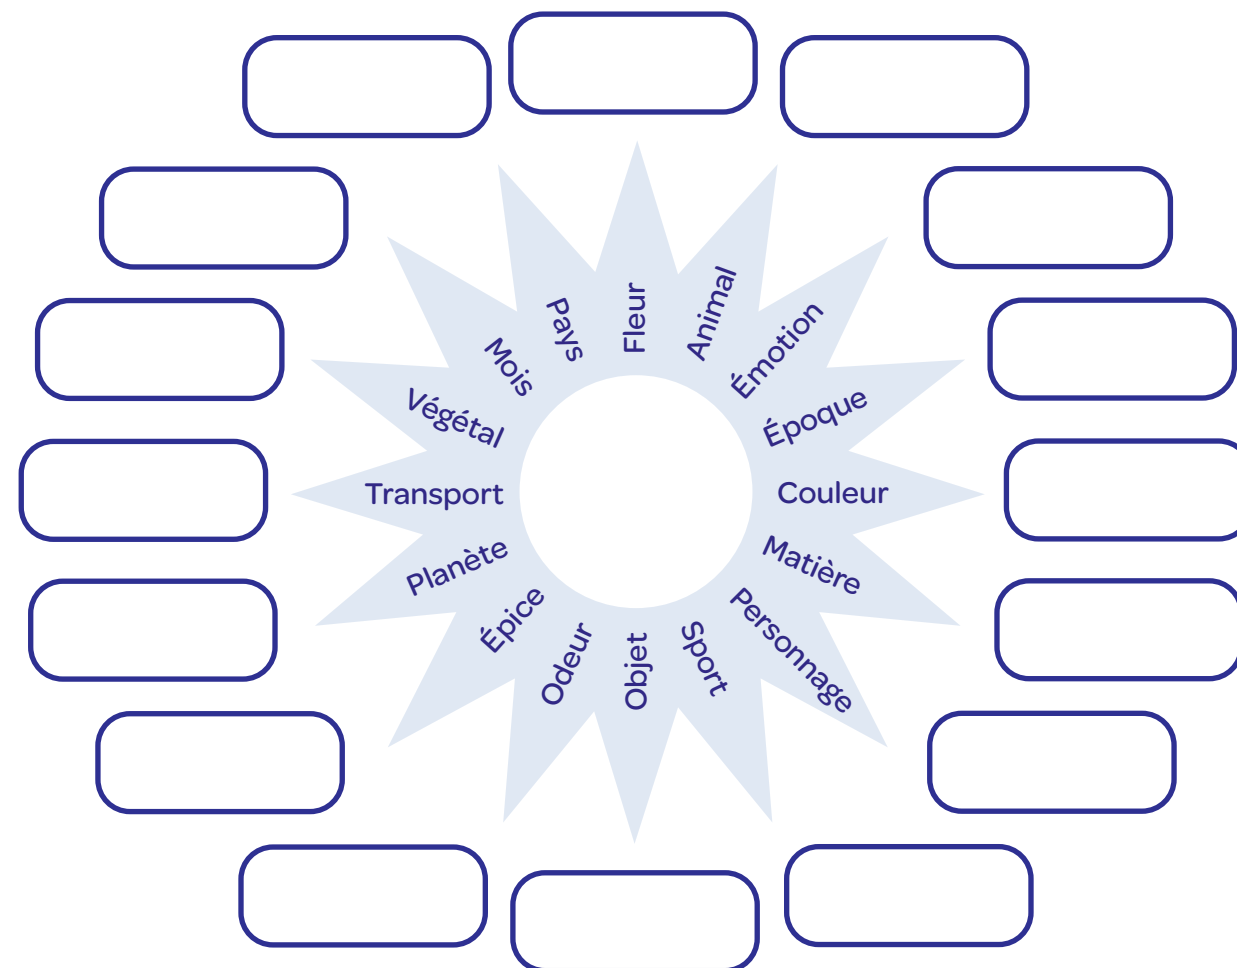 Fleur
Animal
Émotion
Époque
Couleur
Matière
Personnage
Sport
Objet
Odeur
Épice
Planète
Transport
Végétal
Mois
Pays